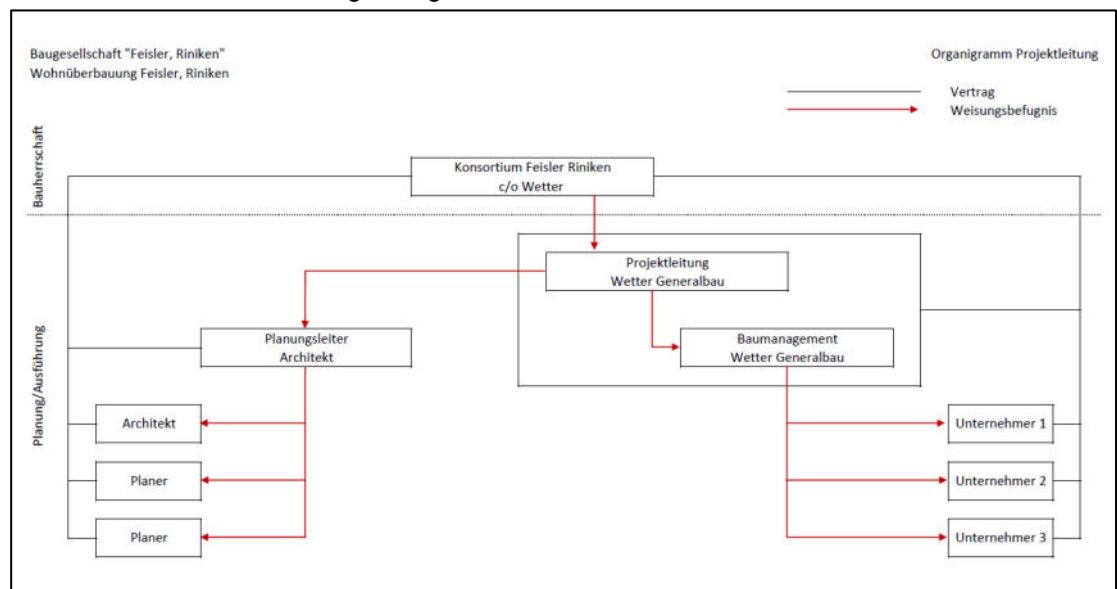 Baugesellschaft "Feisler, Riniken"
Wohnüberbauung Feisler, Riniken
Organigramm Projektleitung
Vertrag
Weisungsbefugnis
Bauherrschaft
Konsortium Feisler Riniken
c/o Wetter
Planung/Ausführung
Projektleitung
Wetter Generalbau
Planungsleiter
Architekt
Baumanagement
Wetter Generalbau
Architekt
Unternehmer 1
Planer
Unternehmer 2
Planer
Unternehmer 3